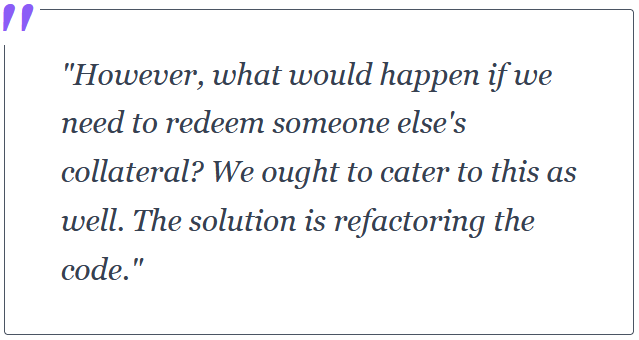 "However, what would happen if we
need to redeem someone else's
collateral? We ought to cater to this as
well. The solution is refactoring the
code."